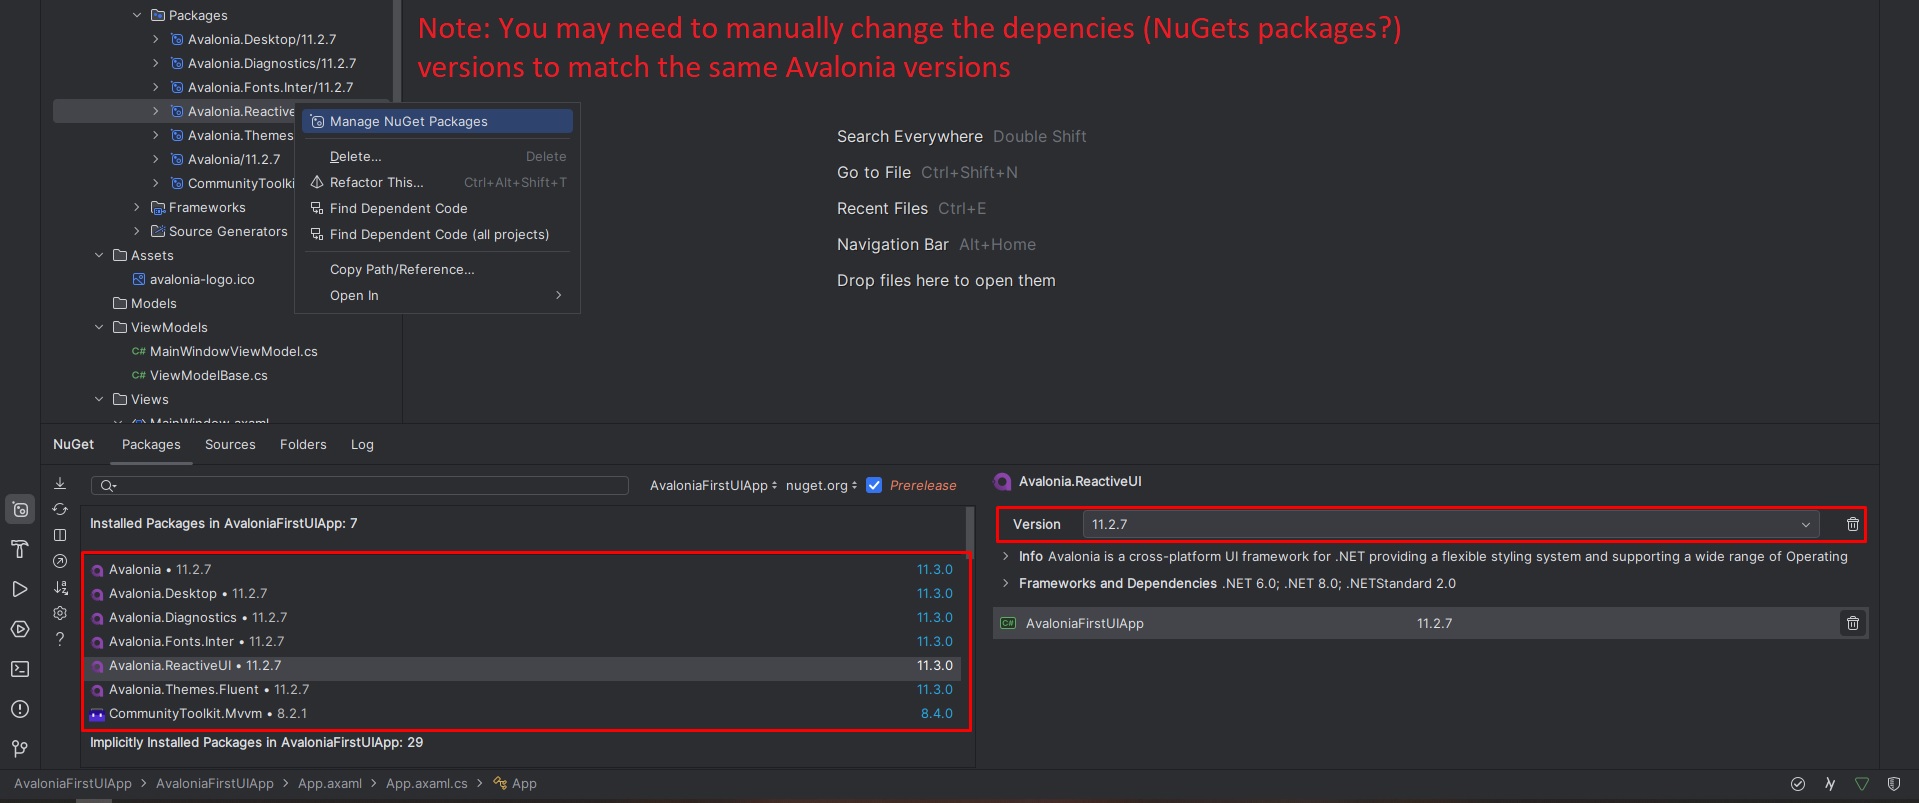 Packages
Avalonia.Desktop/11.2.7
Avalonia.Diagnostics/11.2.7
Avalonia.Fonts.Inter/11.2.7
Avalonia.Reactive
Avalonia.Themes
Avalonia/11.2.7
CommunityToolki
Frameworks
Source Generators
Assets
avalonia-logo.ico
Models
ViewModels
C# MainWindowViewModel.cs
C# ViewModelBase.cs
Views
MainWindow.axaml
Manage NuGet Packages
Delete... Delete
Refactor This... Ctrl+Alt+Shift+T
Find Dependent Code
Find Dependent Code (all projects)
Copy Path/Reference...
Open In
Note: You may need to manually change the depencies (NuGets packages?)
versions to match the same Avalonia versions
Search Everywhere Double Shift
Go to File Ctrl+Shift+N
Recent Files Ctrl+E
Navigation Bar Alt+Home
Drop files here to open them
NuGet Packages Sources Folders Log
AvaloniaFirstUIApp nuget.org Prerelease
Installed Packages in AvaloniaFirstUIApp: 7
Avalonia • 11.2.7 11.3.0
Avalonia.Desktop • 11.2.7 11.3.0
Avalonia.Diagnostics • 11.2.7 11.3.0
Avalonia.Fonts.Inter • 11.2.7 11.3.0
Avalonia.ReactiveUI • 11.2.7 11.3.0
Avalonia.Themes.Fluent • 11.2.7 11.3.0
CommunityToolkit.Mvvm • 8.2.1 8.4.0
Implicitly Installed Packages in AvaloniaFirstUIApp: 29
Avalonia.ReactiveUI
Version 11.2.7
Info Avalonia is a cross-platform UI framework for .NET providing a flexible styling system and supporting a wide range of Operating
Frameworks and Dependencies .NET 6.0; .NET 8.0; .NETStandard 2.0
C# AvaloniaFirstUIApp 11.2.7
AvaloniaFirstUIApp > AvaloniaFirstUIApp > App.axaml > App.axaml.cs > App